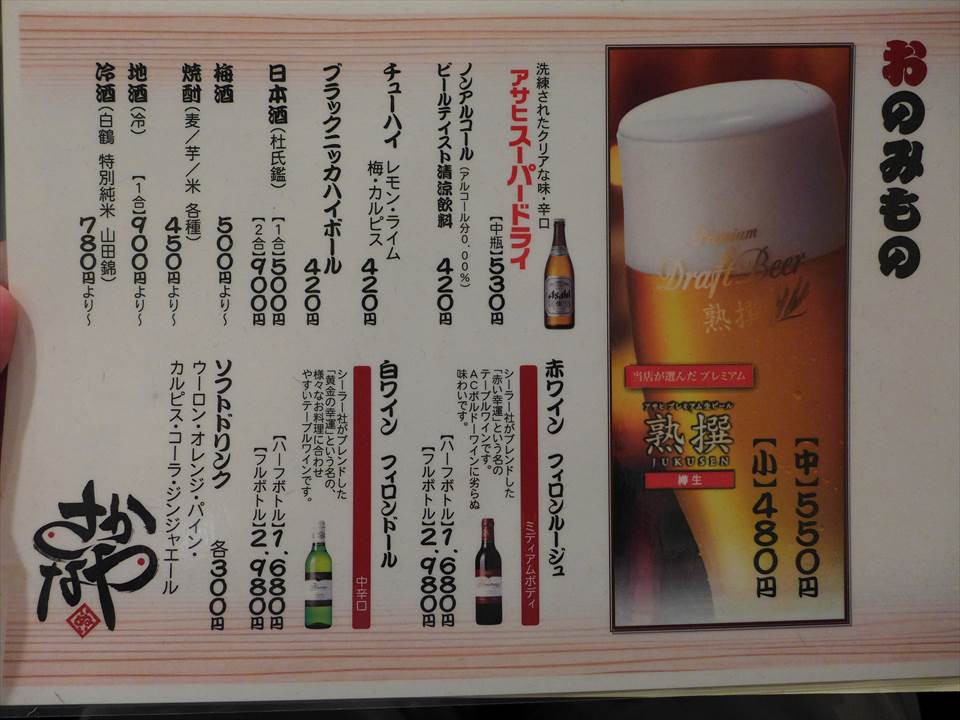 おのみもの
Premium
Draft Beer
熟撰
当店が選んだ プレミアム
アサヒプレミアム生ビール
熟撰
JUKUSEN
樽生
【中】550円
【小】480円
洗練されたクリアな味・辛口
アサヒスーパードライ
【中瓶】530円
Asahi
ノンアルコール(アルコール分0.00%)
ビールテイスト清涼飲料
420円
チューハイ レモン・ライム
梅・カルピス
420円
ブラックニッカハイボール
420円
日本酒(杜氏鑑)
【1合】500円
【2合】900円
梅酒
500円より〜
焼酎(麦/芋/米 各種)
450円より〜
地酒(冷)
【1合】900円より〜
冷酒(白鶴 特別純米 山田錦)
780円より〜
赤ワイン フィロンルージュ
ミディアムボディ
シーラー社がブレンドした
「赤い幸運」という名の
テーブルワインです。
ACボルドーワインに劣らぬ
味わいです。
【ハーフボトル】1.680円
【フルボトル】2.980円
白ワイン フィロンドール
中辛口
シーラー社がブレンドした
「黄金の幸運」という名の、
様々なお料理に合わせ
やすいテーブルワインです。
【ハーフボトル】1.680円
【フルボトル】2.980円
ソフトドリンク
ウーロン・オレンジ・パイン・
カルピス・コーラ・ジンジャエール
各300円
さかなや